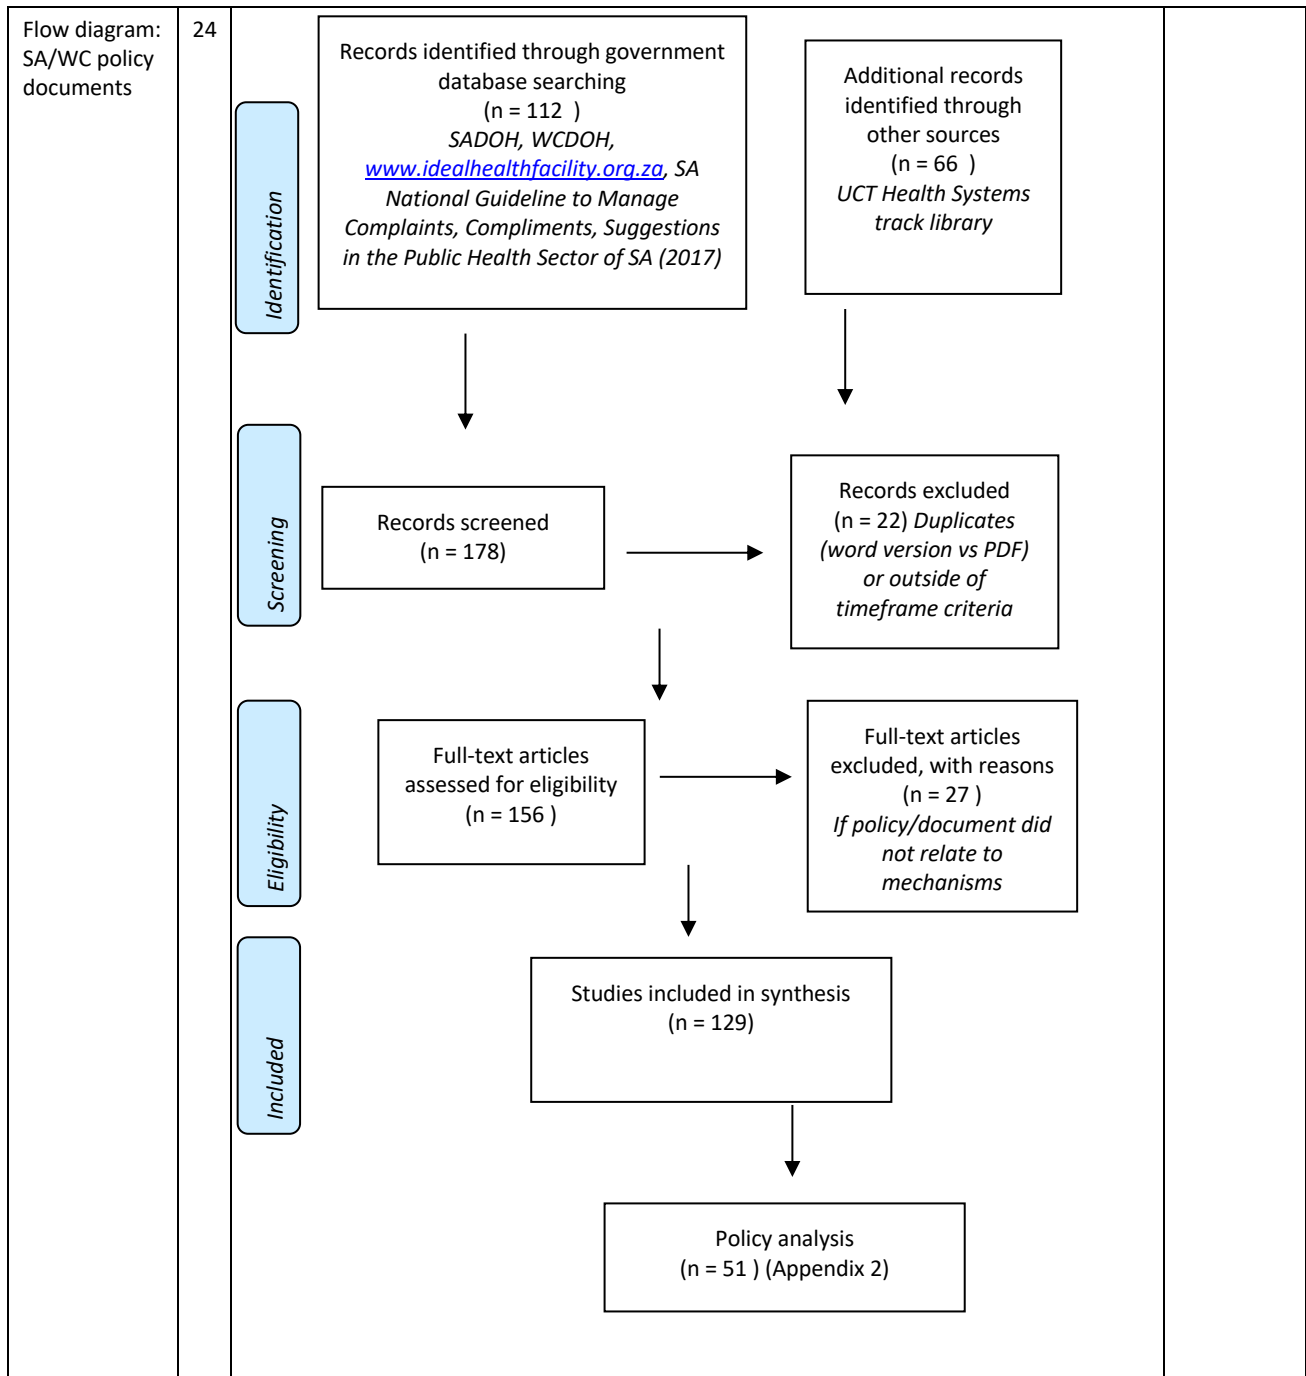 Flow diagram:
SA/WC policy
documents
24
Identification
Records identified through government
database searching
(n = 112 )
SADOH, WCDOH,
www.idealhealthfacility.org.za, SA
National Guideline to Manage
Complaints, Compliments, Suggestions
in the Public Health Sector of SA (2017)
Additional records
identified through
other sources
(n = 66 )
UCT Health Systems
track library
Screening
Records screened
(n = 178)
Records excluded
(n = 22) Duplicates
(word version vs PDF)
or outside of
timeframe criteria
Eligibility
Full-text articles
assessed for eligibility
(n = 156 )
Full-text articles
excluded, with reasons
(n = 27 )
If policy/document did
not relate to
mechanisms
Included
Studies included in synthesis
(n = 129)
Policy analysis
(n = 51 ) (Appendix 2)